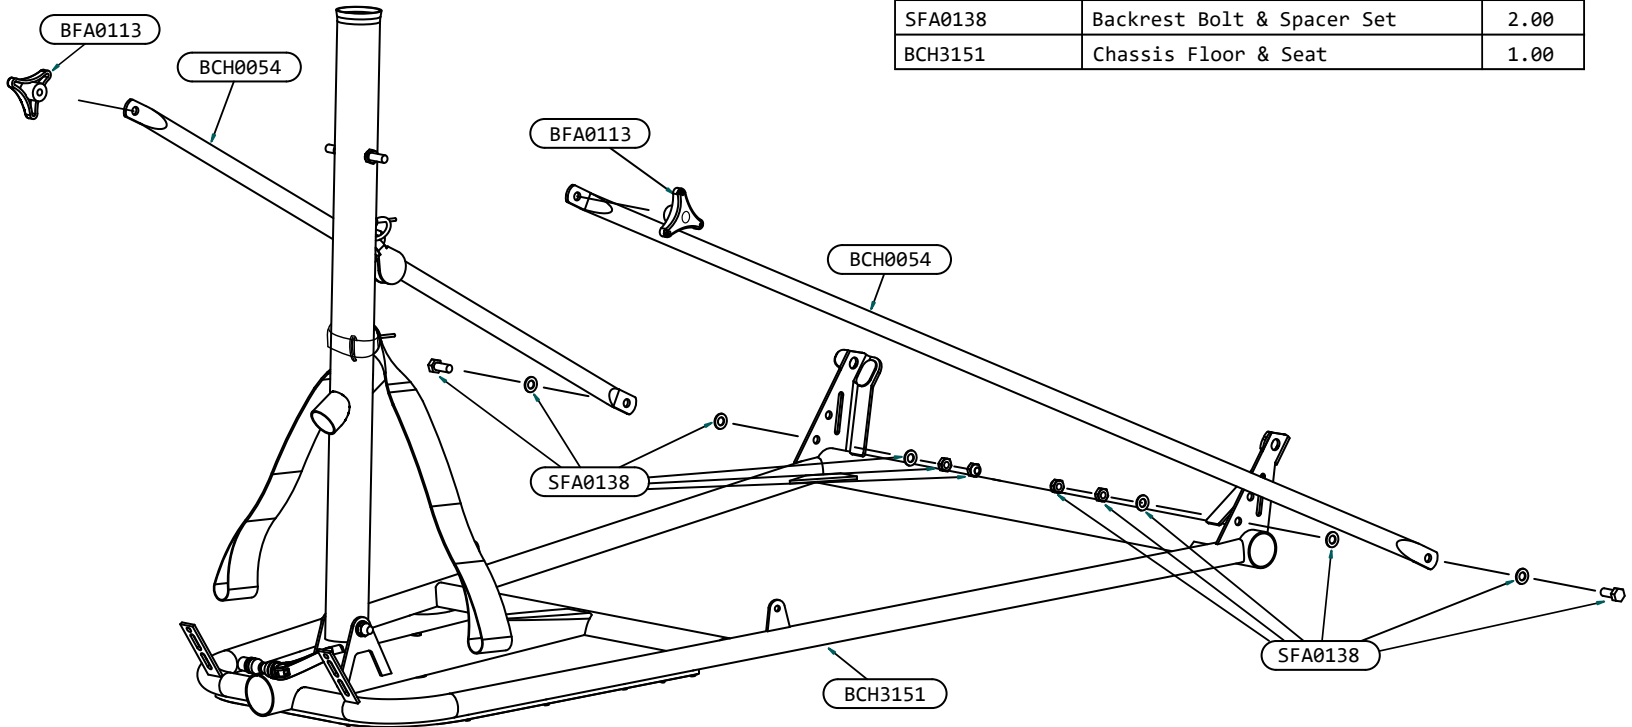 SFA0138 Backrest Bolt & Spacer Set 2.00
BCH3151 Chassis Floor & Seat 1.00
BFA0113
BCH0054
BFA0113
BCH0054
SFA0138
SFA0138
BCH3151